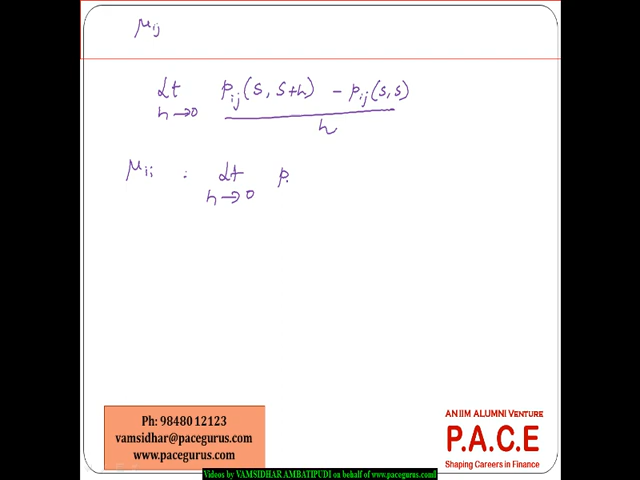 μij
Lt pij(s, s+h) - pij(s,s)
h→0 h
μii : Lt p.
h→0
Ph: 98480 12123
vamsidhar@pacegurus.com
www.pacegurus.com
AN IIM ALUMNI VENTURE
P.A.C.E
Shaping Careers in Finance
Videos by VAMSIDHAR AMBATIPUDI on behalf of www.pacegurus.com